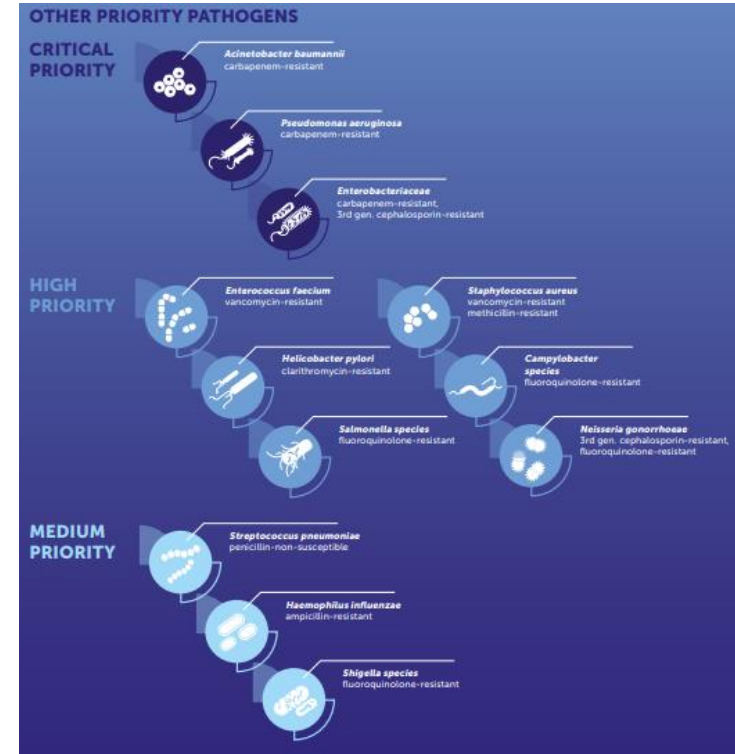 OTHER PRIORITY PATHOGENS
CRITICAL
PRIORITY
Acinetobacter baumannii
carbapenem-resistant
Pseudomonas aeruginosa
carbapenem-resistant
Enterobacteriaceae
carbapenem-resistant,
3rd gen. cephalosporin-resistant
HIGH
PRIORITY
Enterococcus faecium
vancomycin-resistant
Helicobacter pylori
clarithromycin-resistant
Salmonella species
fluoroquinolone-resistant
Staphylococcus aureus
vancomycin-resistant
methicillin-resistant
Campylobacter
species
fluoroquinolone-resistant
Neisseria gonorrhoeae
3rd gen. cephalosporin-resistant,
fluoroquinolone-resistant
MEDIUM
PRIORITY
Streptococcus pneumoniae
penicillin-non-susceptible
Haemophilus influenzae
ampicillin-resistant
Shigella species
fluoroquinolone-resistant